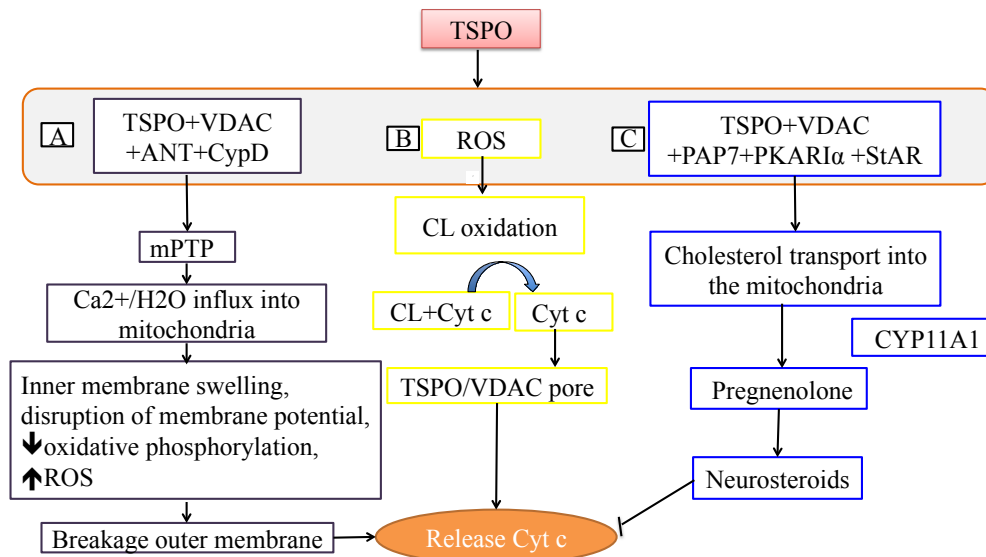 TSPO
A
TSPO+VDAC
+ANT+CypD
B
ROS
C
TSPO+VDAC
+PAP7+PKARIα +StAR
mPTP
Ca2+/H2O influx into
mitochondria
Inner membrane swelling,
disruption of membrane potential,
↓oxidative phosphorylation,
↑ROS
Breakage outer membrane
CL oxidation
CL+Cyt c
Cyt c
TSPO/VDAC pore
Release Cyt c
Cholesterol transport into
the mitochondria
CYP11A1
Pregnenolone
Neurosteroids